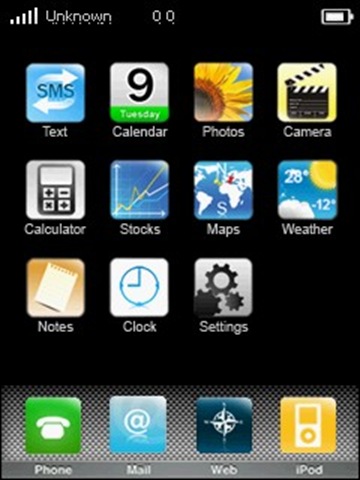 Unknown 0 0
SMS 9 Tuesday
Text Calendar Photos Camera
28° -12°
Calculator Stocks Maps Weather
Notes Clock Settings
@
Phone Mail Web iPod